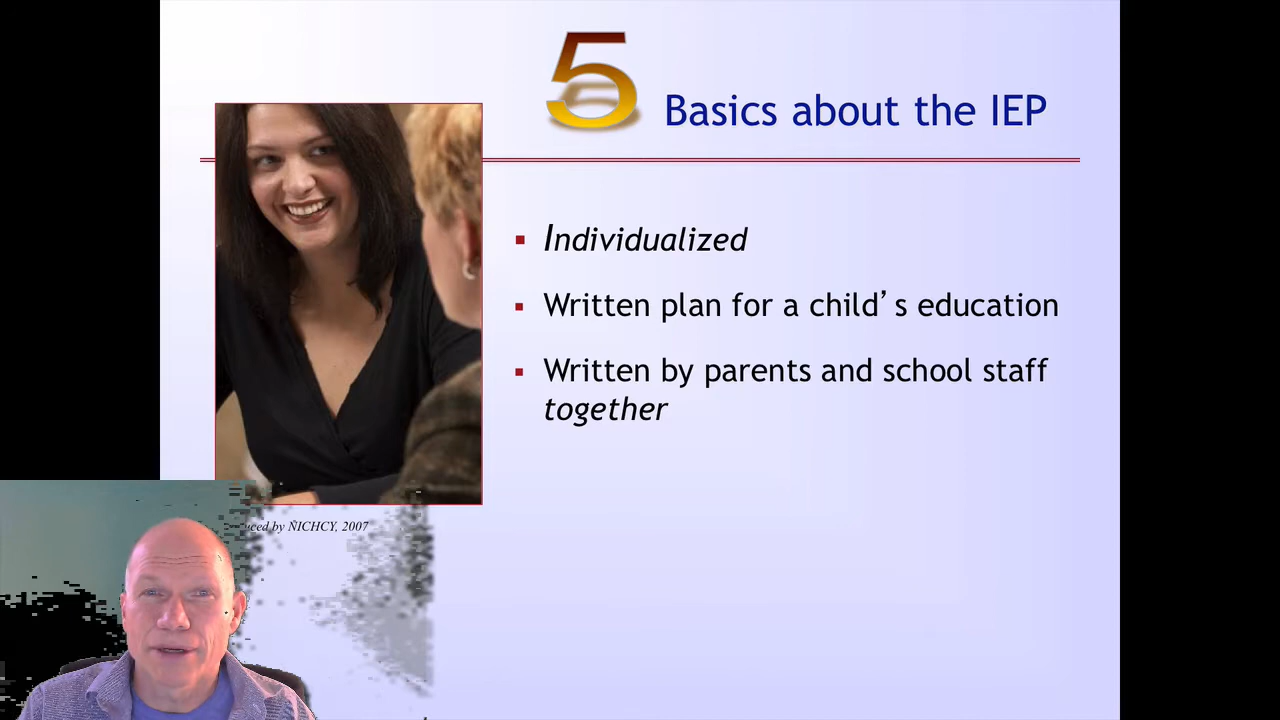 5 Basics about the IEP
Individualized
Written plan for a child’s education
Written by parents and school staff
together
by NICHCY, 2007